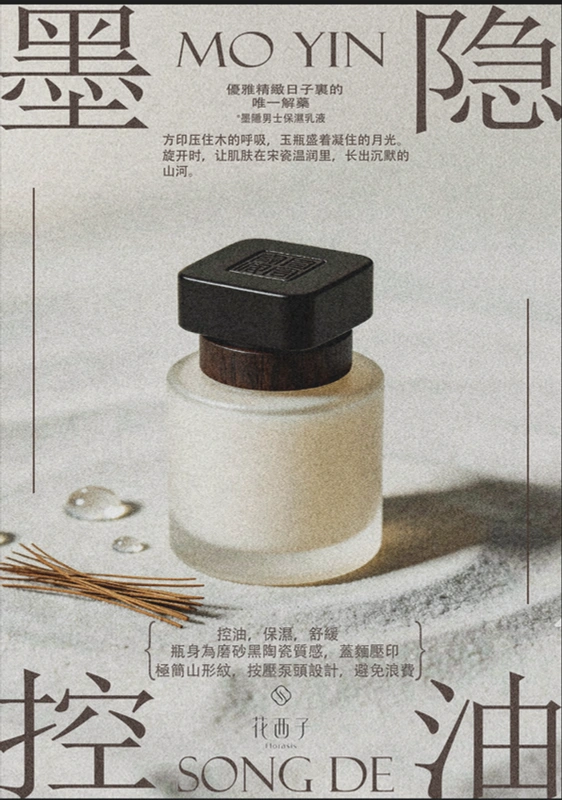 墨 隐
MO YIN
優雅精緻日子裏的
唯一解藥
*墨隱男士保濕乳液
方印压住木的呼吸，玉瓶盛着凝住的月光。
旋开时，让肌肤在宋瓷温润里，长出沉默的
山河。
控油，保濕，舒緩
瓶身為磨砂黑陶瓷質感，蓋麵壓印
極簡山形紋，按壓泵頭設計，避免浪費
花西子
Florasis
控 油
SONG DE